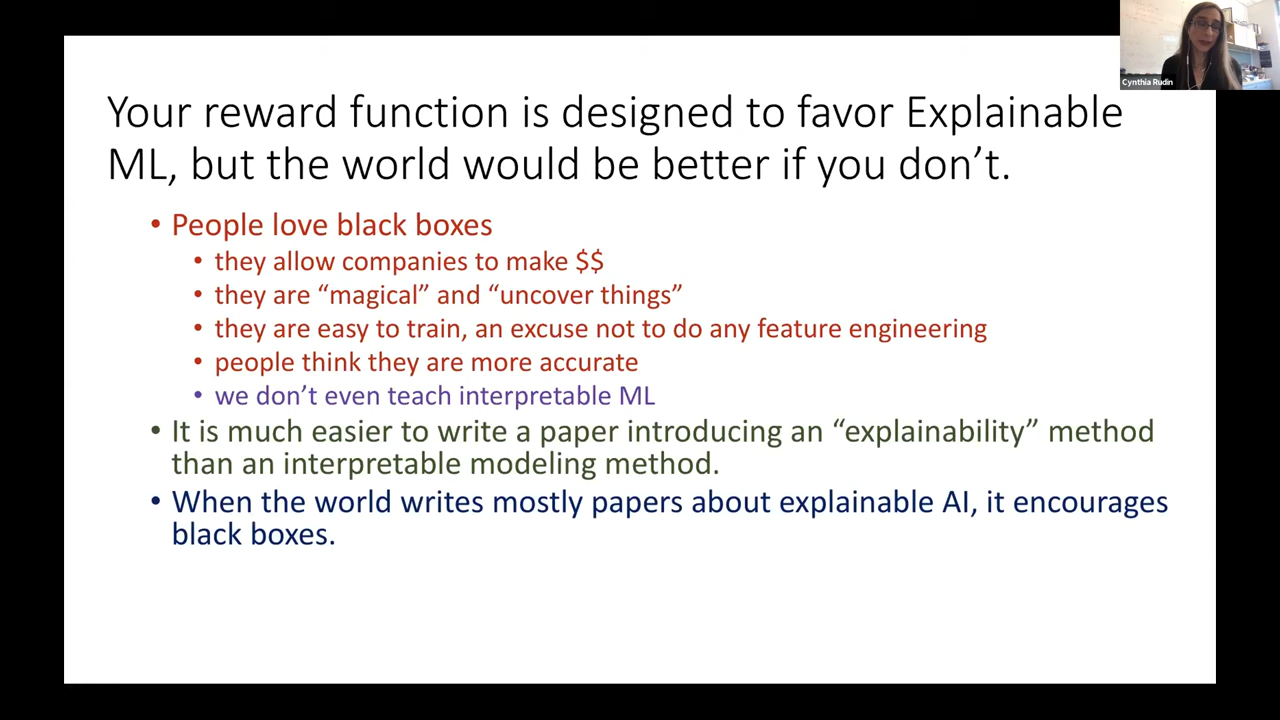 Your reward function is designed to favor Explainable
ML, but the world would be better if you don't.
• People love black boxes
• they allow companies to make $$
• they are “magical” and “uncover things”
• they are easy to train, an excuse not to do any feature engineering
• people think they are more accurate
• we don't even teach interpretable ML
• It is much easier to write a paper introducing an “explainability” method
than an interpretable modeling method.
• When the world writes mostly papers about explainable AI, it encourages
black boxes.
Cynthia Rudin